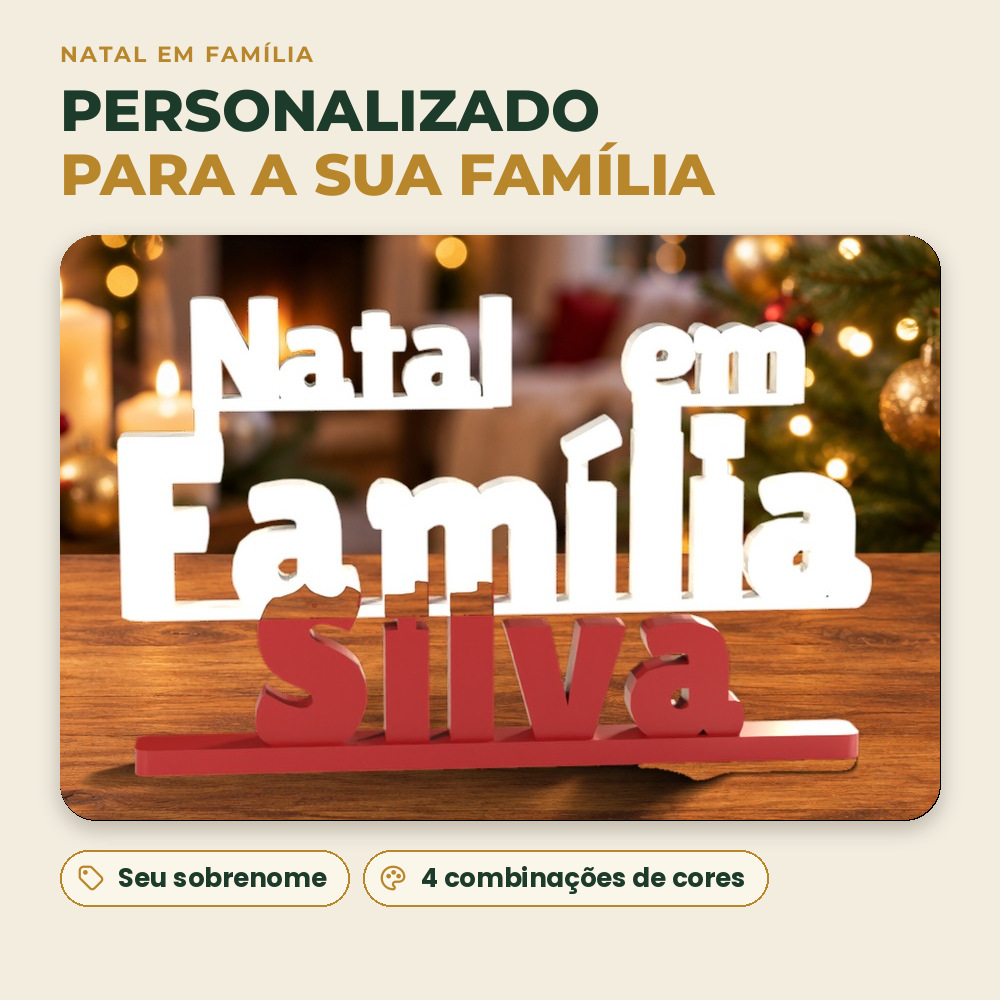 NATAL EM FAMÍLIA
PERSONALIZADO
PARA A SUA FAMÍLIA
Natal em
Família
Silva
Seu sobrenome
4 combinações de cores